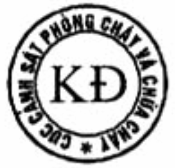 CỤC CẢNH SÁT PHÒNG CHÁY VÀ CHỮA CHÁY *
KĐ